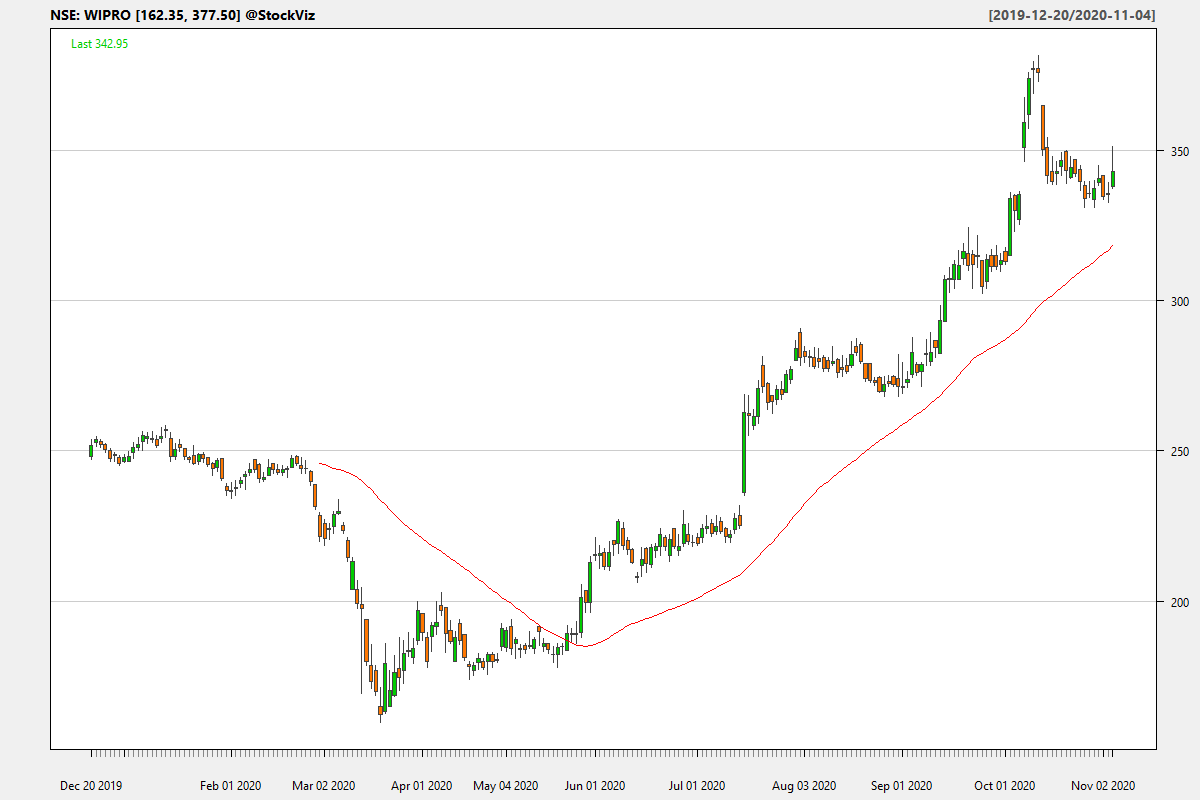 NSE: WIPRO [162.35, 377.50] @StockViz
[2019-12-20/2020-11-04]
Last 342.95
350
300
250
200
Dec 20 2019
Feb 01 2020
Mar 02 2020
Apr 01 2020
May 04 2020
Jun 01 2020
Jul 01 2020
Aug 03 2020
Sep 01 2020
Oct 01 2020
Nov 02 2020